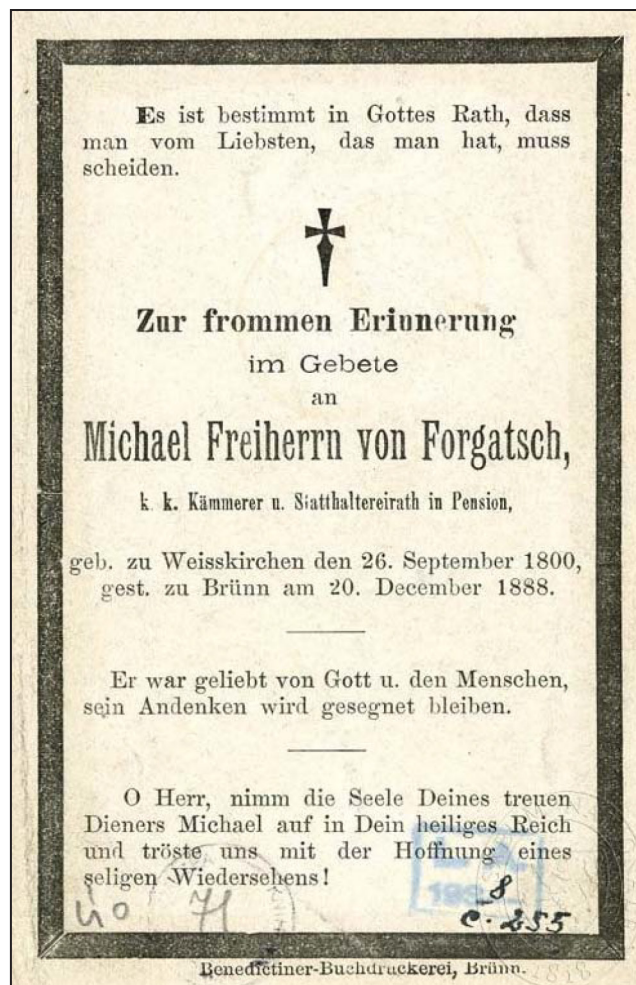 Es ist bestimmt in Gottes Rath, dass
man vom Liebsten, das man hat, muss
scheiden.
Zur frommen Erinnerung
im Gebete
an
Michael Freiherrn von Forgatsch,
k. k. Kämmerer u. Statthaltereirath in Pension,
geb. zu Weisskirchen den 26. September 1800,
gest. zu Brünn am 20. December 1888.
Er war geliebt von Gott u. den Menschen,
sein Andenken wird gesegnet bleiben.
O Herr, nimm die Seele Deines treuen
Dieners Michael auf in Dein heiliges Reich
und tröste uns mit der Hoffnung eines
seligen Wiedersehens!
40 71
8
c. 255
Benedictiner-Buchdruckerei, Brünn.